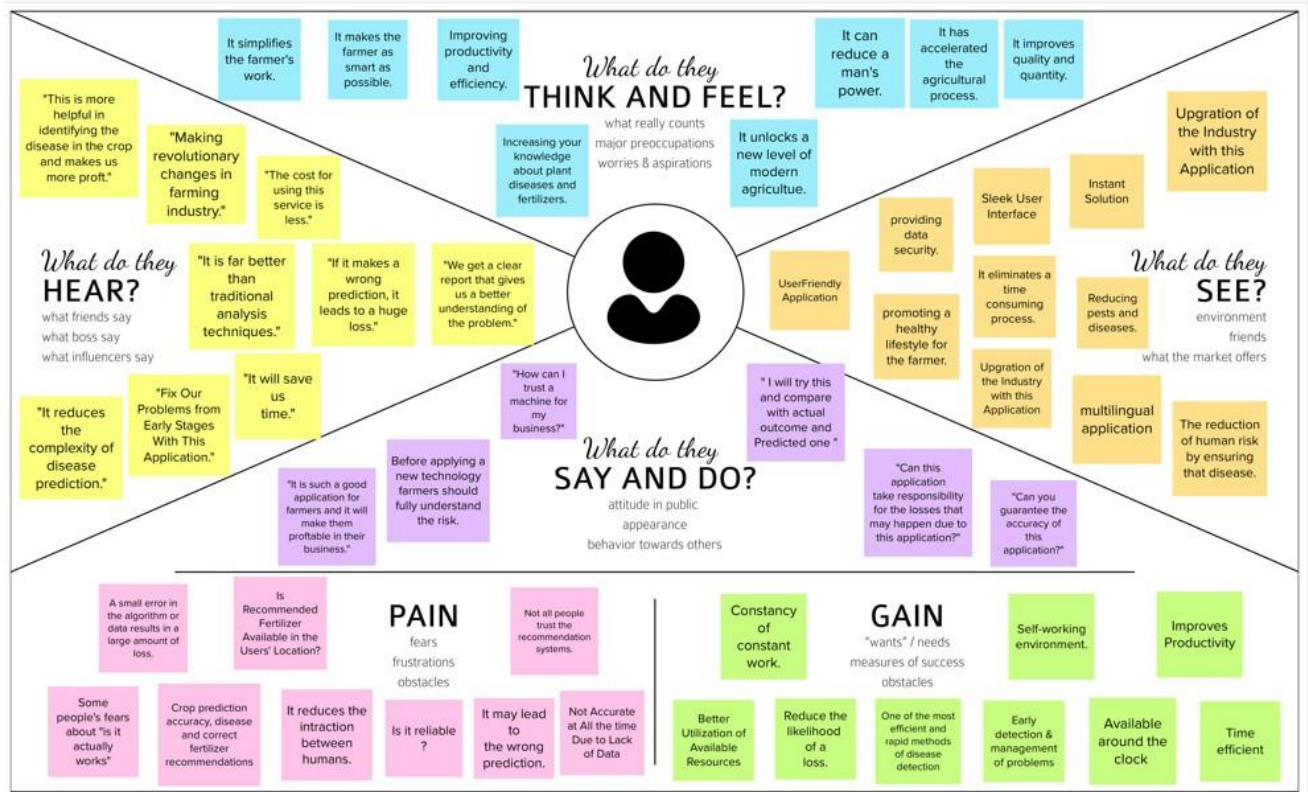 It simplifies
the farmer's
work.
It makes the
farmer as
smart as
possible.
Improving
productivity
and
efficiency.
What do they
THINK AND FEEL?
what really counts
major preoccupations
worries & aspirations
Increasing your
knowledge
about plant
diseases and
fertilizers.
It unlocks a
new level of
modern
agricultue.
It can
reduce a
man's
power.
It has
accelerated
the
agricultural
process.
It improves
quality and
quantity.
"This is more
helpful in
identifying the
disease in the crop
and makes us
more proft."
"Making
revolutionary
changes in
farming
industry."
"The cost for
using this
service is
less."
What do they
HEAR?
what friends say
what boss say
what influencers say
"It is far better
than
traditional
analysis
techniques."
"If it makes a
wrong
prediction, it
leads to a huge
loss."
"We get a clear
report that gives
us a better
understanding of
the problem."
"It reduces
the
complexity of
disease
prediction."
"Fix Our
Problems from
Early Stages
With This
Application."
"It will save
us
time."
Upgration of
the Industry
with this
Application
Instant
Solution
Sleek User
Interface
providing
data
security.
What do they
SEE?
environment
friends
what the market offers
UserFriendly
Application
It eliminates a
time
consuming
process.
Reducing
pests and
diseases.
promoting a
healthy
lifestyle for
the farmer.
Upgration of
the Industry
with this
Application
multilingual
application
The reduction
of human risk
by ensuring
that disease.
"How can I
trust a
machine for
my
business?"
" I will try this
and compare
with actual
outcome and
Predicted one "
What do they
SAY AND DO?
attitude in public
appearance
behavior towards others
"It is such a good
application for
farmers and it will
make them
proftable in their
business."
Before applying a
new technology
farmers should
fully understand
the risk.
"Can this
application
take responsibility
for the losses that
may happen due to
this application?"
"Can you
guarantee the
accuracy of
this
application?"
PAIN
fears
frustrations
obstacles
A small error in
the algorithm or
data results in a
large amount of
loss.
Is
Recommended
Fertilizer
Available in the
Users' Location?
Not all people
trust the
recommendation
systems.
Some
people's fears
about "is it
actually
works"
Crop prediction
accuracy, disease
and correct
fertilizer
recommendations
It reduces the
intraction
between
humans.
Is it reliable
?
It may lead
to
the wrong
prediction.
Not Accurate
at All the time
Due to Lack
of Data
GAIN
"wants" / needs
measures of success
obstacles
Constancy
of
constant
work.
Self-working
environment.
Improves
Productivity
Better
Utilization of
Available
Resources
Reduce the
likelihood
of a
loss.
One of the most
efficient and
rapid methods
of disease
detection
Early
detection &
management
of problems
Available
around the
clock
Time
efficient